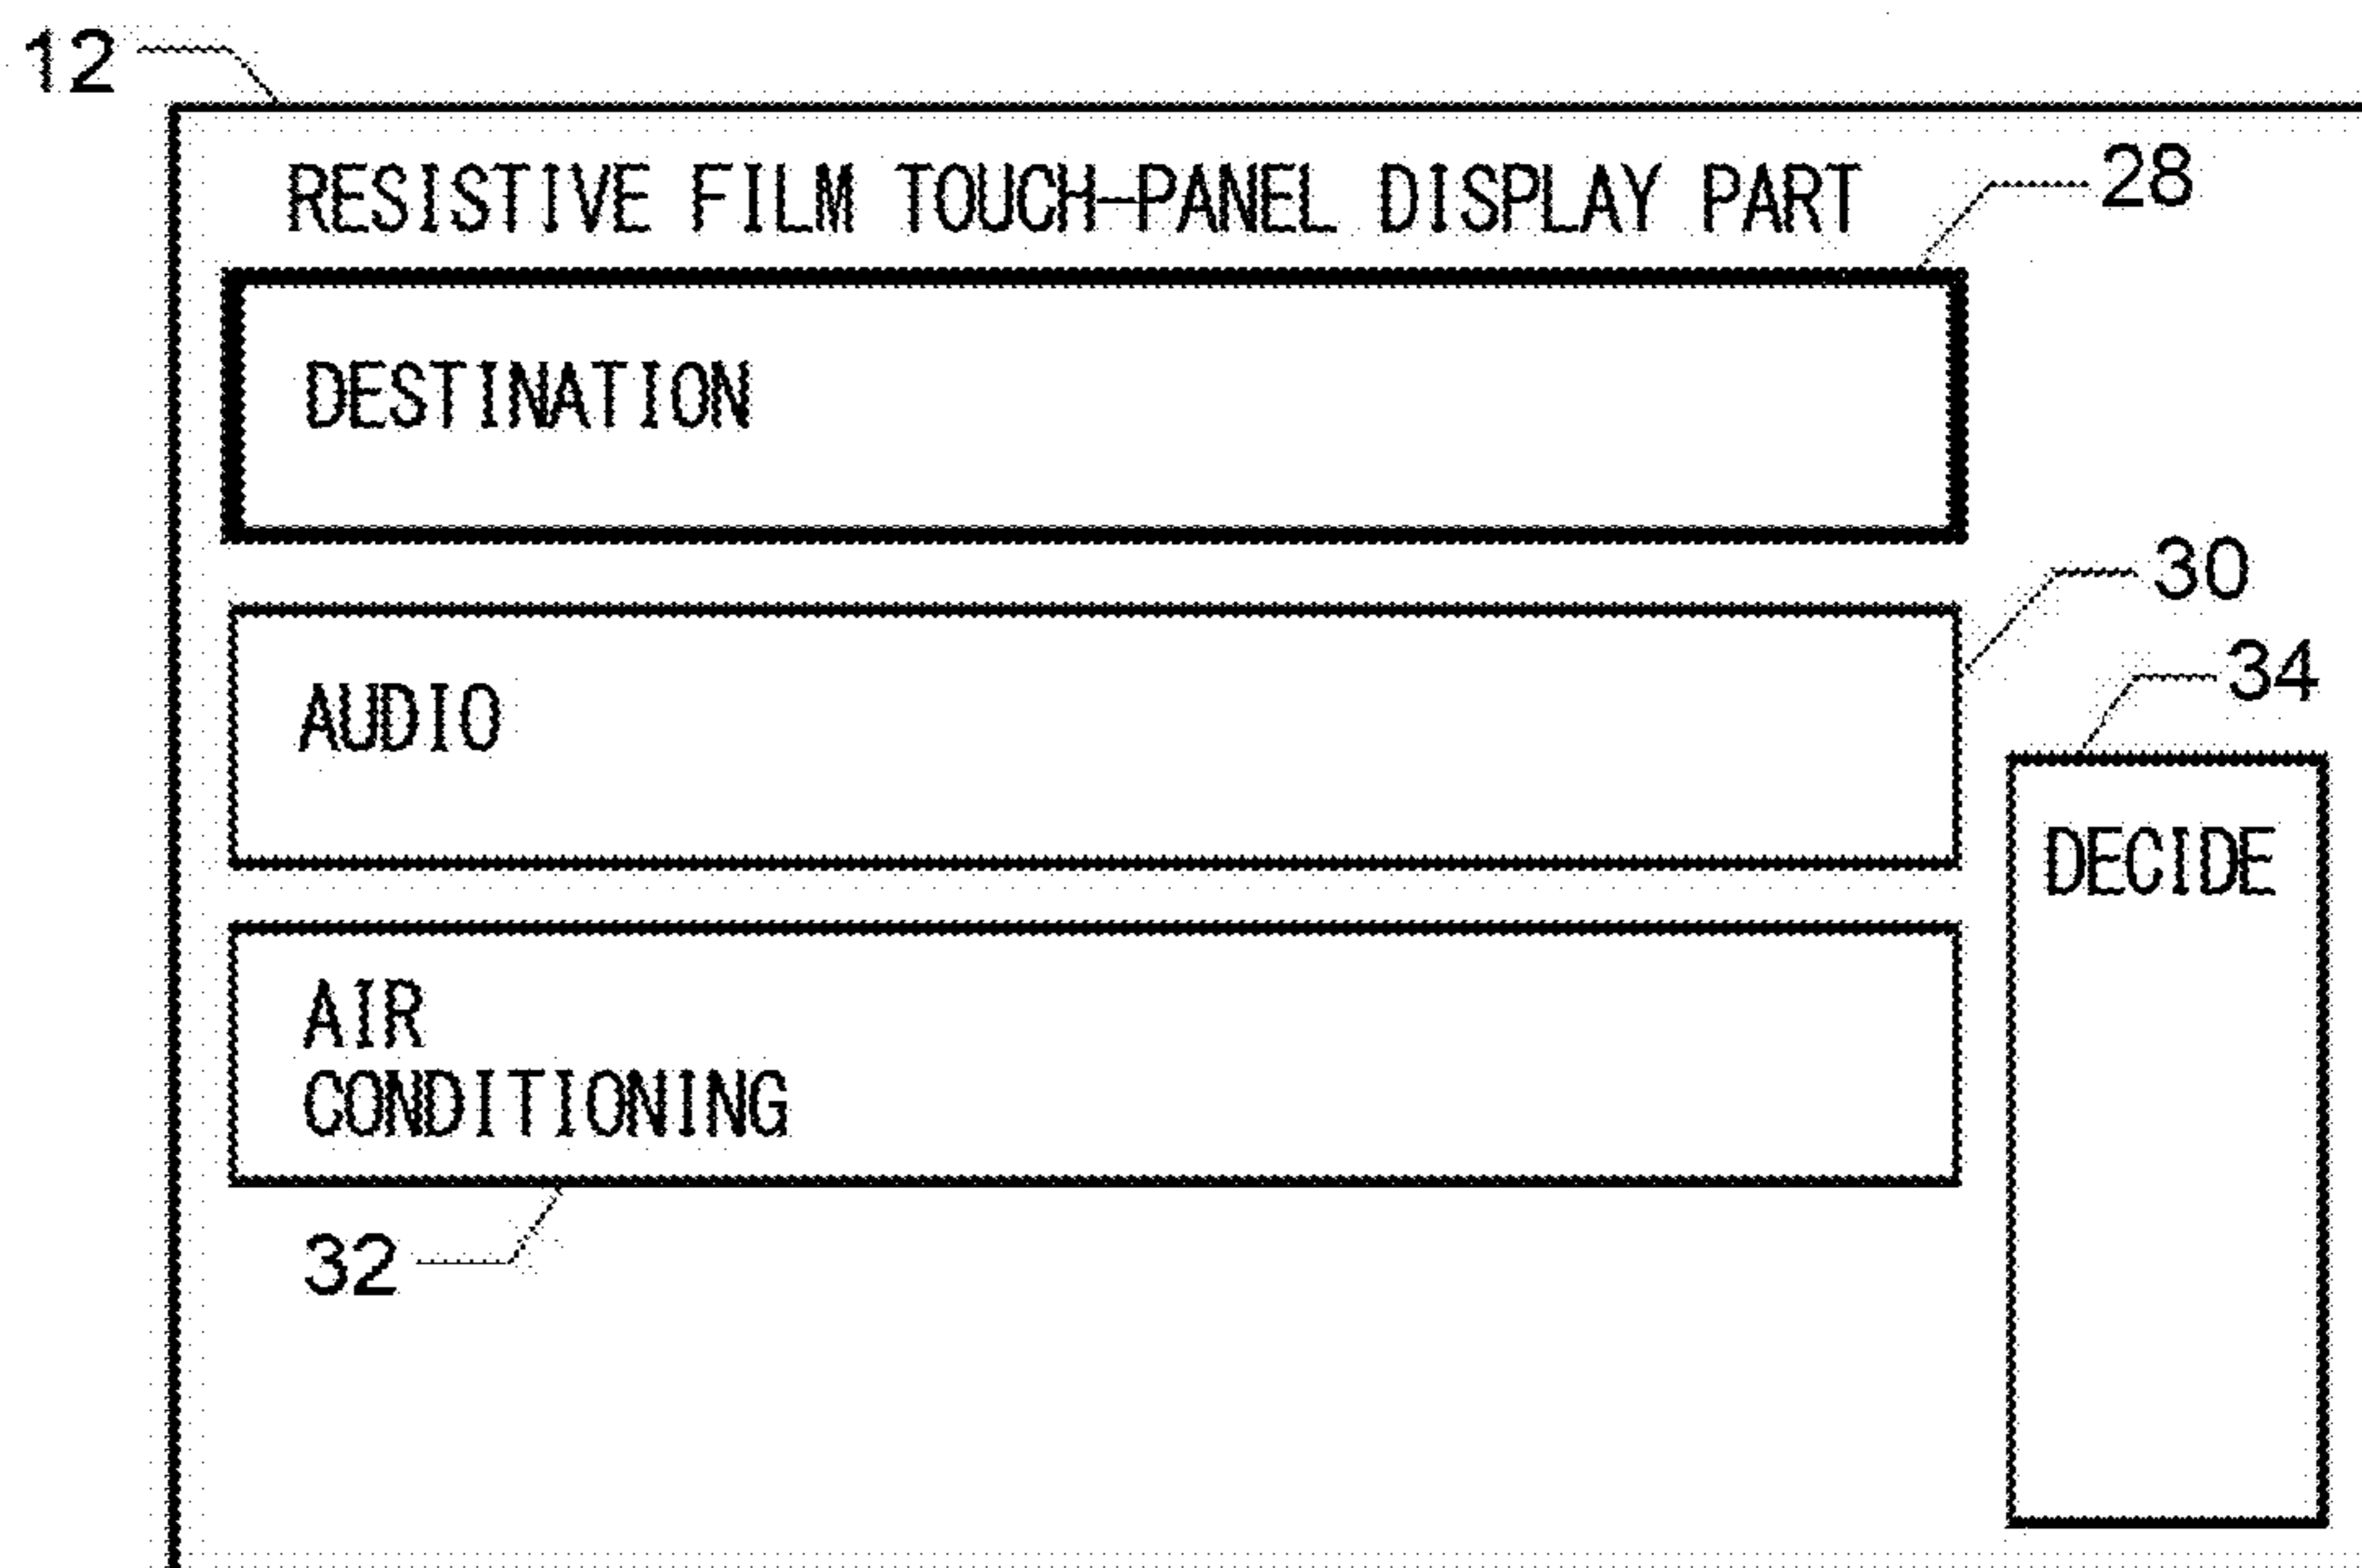 12
RESISTIVE FILM TOUCH-PANEL DISPLAY PART
28
DESTINATION
30
AUDIO
34
DECIDE
AIR
CONDITIONING
32